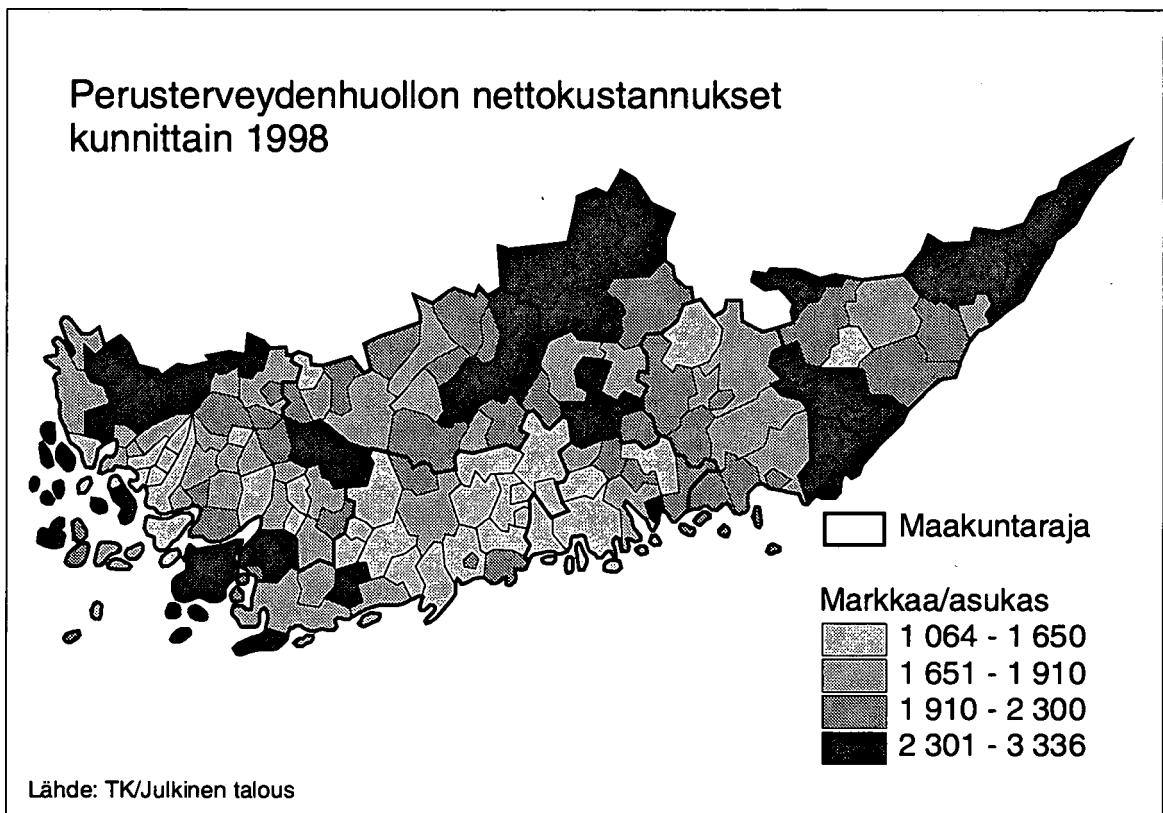 Perusterveydenhuollon nettokustannukset
kunnittain 1998
Maakuntaraja
Markkaa/asukas
1 064 - 1 650
1 651 - 1 910
1 910 - 2 300
2 301 - 3 336
Lähde: TK/Julkinen talous